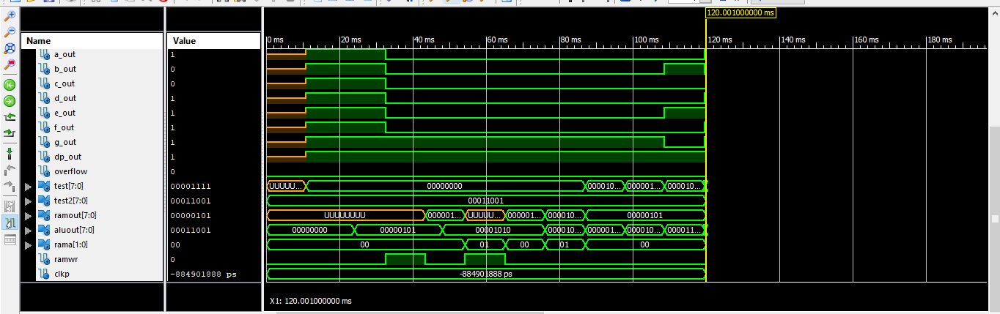 120.001000000 ms
Name Value 0 ms 20 ms 40 ms 60 ms 80 ms 100 ms 120 ms 140 ms 160 ms 180 ms
a_out 1
b_out 0
c_out 0
d_out 1
e_out 1
f_out 1
g_out 1
dp_out 1
overflow 0
test[7:0] 00001111 UUUUU... 00000000 000010... 000001... 000010...
test2[7:0] 00011001 00011001
ramout[7:0] 00000101 UUUUUUUU 000001... UUUUU... 000001... 000010... 00000101
aluout[7:0] 00011001 00000000 00000101 00001010 000010... 000001... 000010... 000011...
rama[1:0] 00 00 01 00 01 00
ramwr 0
clkp -884901888 ps -884901888 ps
X1: 120.001000000 ms